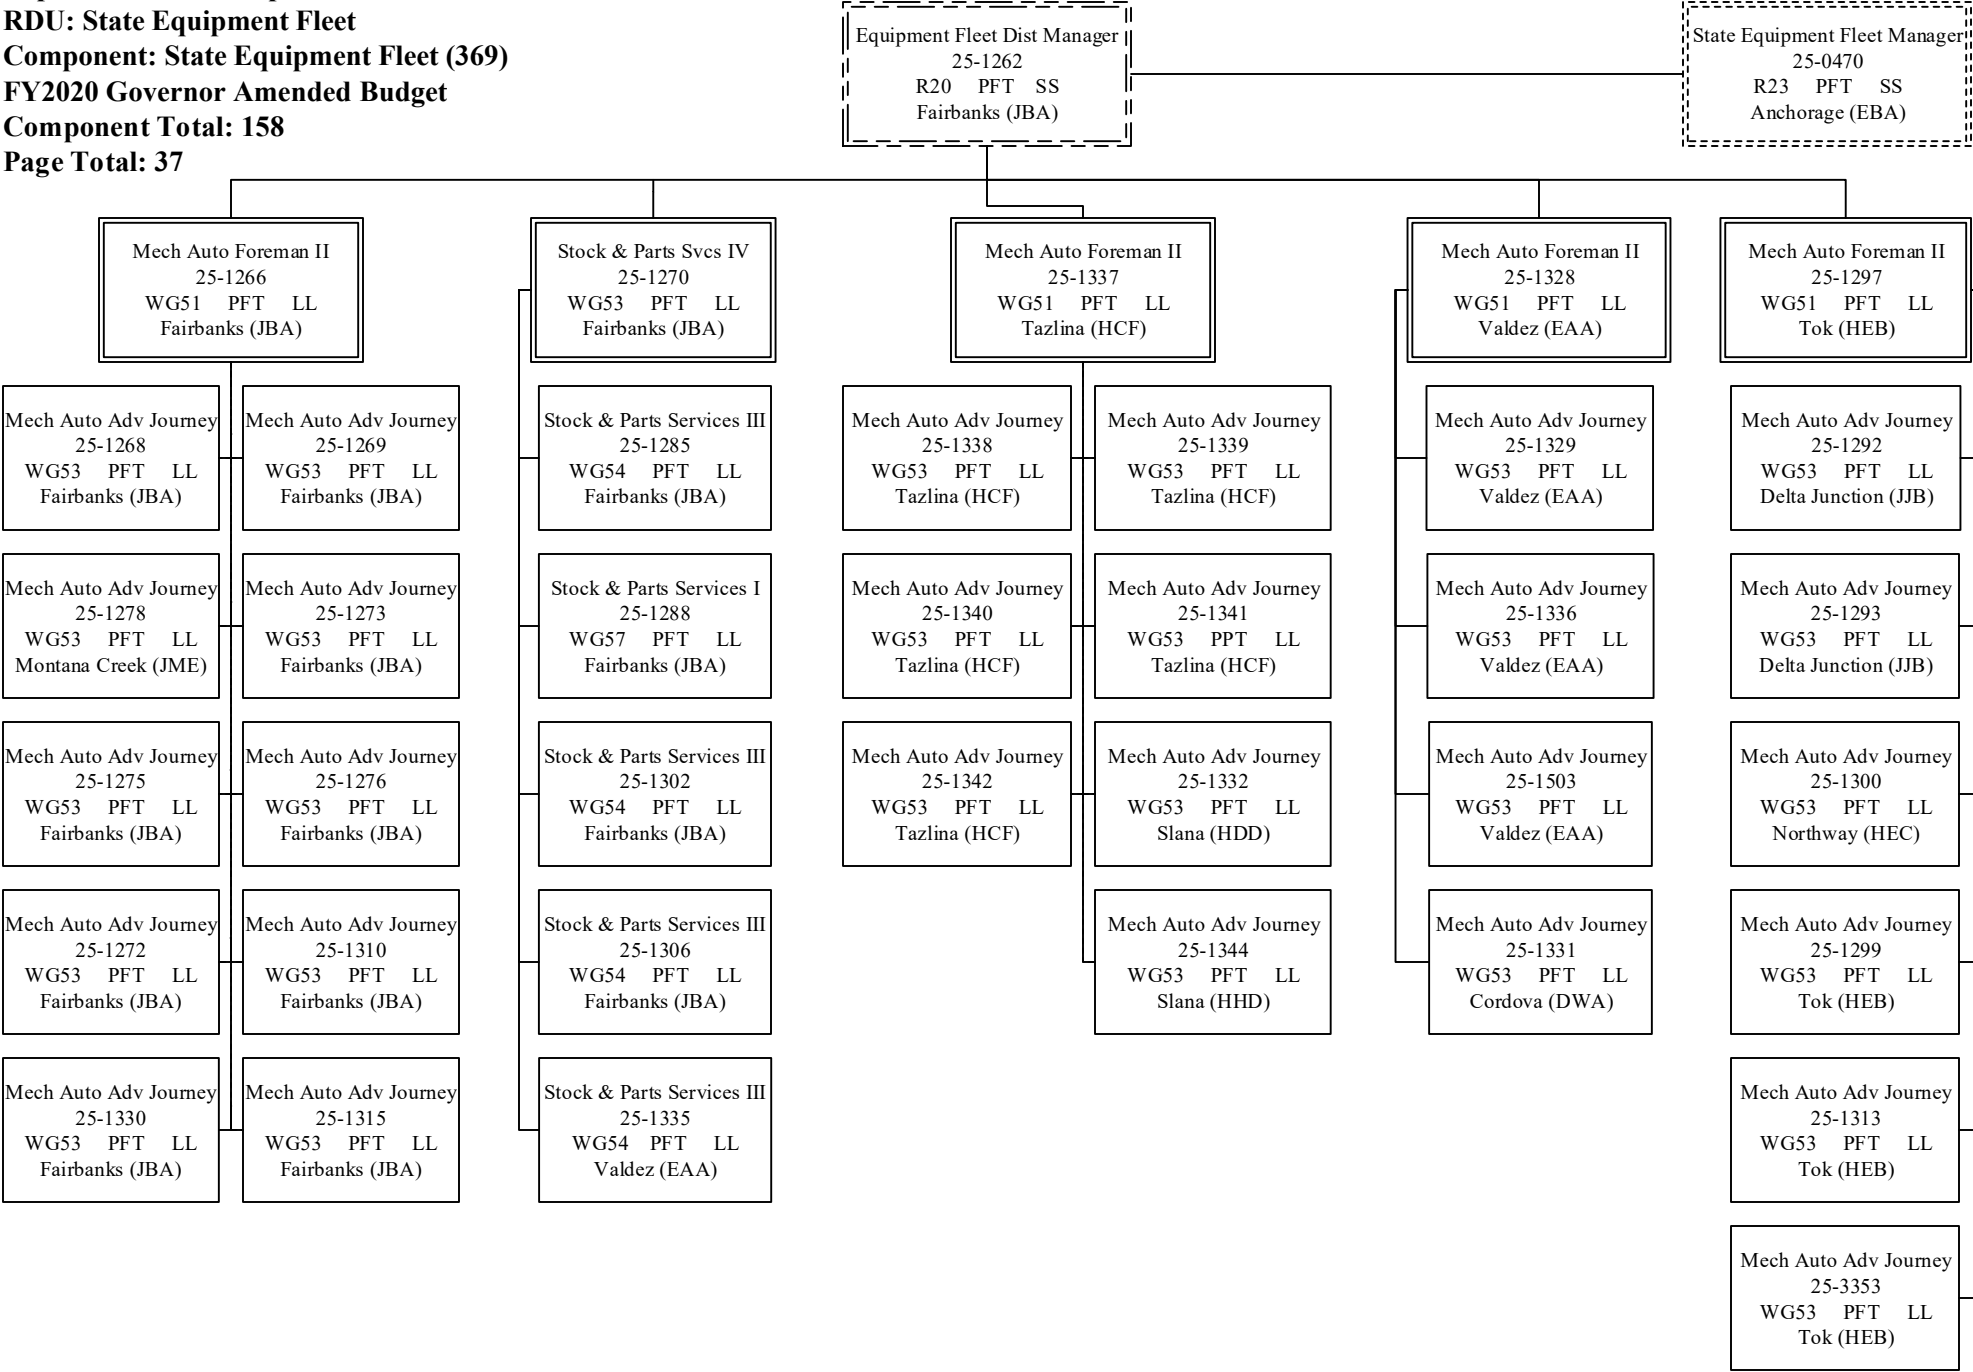 RDU: State Equipment Fleet
Component: State Equipment Fleet (369)
FY2020 Governor Amended Budget
Component Total: 158
Page Total: 37
Equipment Fleet Dist Manager
25-1262
R20 PFT SS
Fairbanks (JBA)
State Equipment Fleet Manager
25-0470
R23 PFT SS
Anchorage (EBA)
Mech Auto Foreman II
25-1266
WG51 PFT LL
Fairbanks (JBA)
Stock & Parts Svcs IV
25-1270
WG53 PFT LL
Fairbanks (JBA)
Mech Auto Foreman II
25-1337
WG51 PFT LL
Tazlina (HCF)
Mech Auto Foreman II
25-1328
WG51 PFT LL
Valdez (EAA)
Mech Auto Foreman II
25-1297
WG51 PFT LL
Tok (HEB)
Mech Auto Adv Journey
25-1268
WG53 PFT LL
Fairbanks (JBA)
Mech Auto Adv Journey
25-1269
WG53 PFT LL
Fairbanks (JBA)
Stock & Parts Services III
25-1285
WG54 PFT LL
Fairbanks (JBA)
Mech Auto Adv Journey
25-1338
WG53 PFT LL
Tazlina (HCF)
Mech Auto Adv Journey
25-1339
WG53 PFT LL
Tazlina (HCF)
Mech Auto Adv Journey
25-1329
WG53 PFT LL
Valdez (EAA)
Mech Auto Adv Journey
25-1292
WG53 PFT LL
Delta Junction (JJB)
Mech Auto Adv Journey
25-1278
WG53 PFT LL
Montana Creek (JME)
Mech Auto Adv Journey
25-1273
WG53 PFT LL
Fairbanks (JBA)
Stock & Parts Services I
25-1288
WG57 PFT LL
Fairbanks (JBA)
Mech Auto Adv Journey
25-1340
WG53 PFT LL
Tazlina (HCF)
Mech Auto Adv Journey
25-1341
WG53 PPT LL
Tazlina (HCF)
Mech Auto Adv Journey
25-1336
WG53 PFT LL
Valdez (EAA)
Mech Auto Adv Journey
25-1293
WG53 PFT LL
Delta Junction (JJB)
Mech Auto Adv Journey
25-1275
WG53 PFT LL
Fairbanks (JBA)
Mech Auto Adv Journey
25-1276
WG53 PFT LL
Fairbanks (JBA)
Stock & Parts Services III
25-1302
WG54 PFT LL
Fairbanks (JBA)
Mech Auto Adv Journey
25-1342
WG53 PFT LL
Tazlina (HCF)
Mech Auto Adv Journey
25-1332
WG53 PFT LL
Slana (HDD)
Mech Auto Adv Journey
25-1503
WG53 PFT LL
Valdez (EAA)
Mech Auto Adv Journey
25-1300
WG53 PFT LL
Northway (HEC)
Mech Auto Adv Journey
25-1272
WG53 PFT LL
Fairbanks (JBA)
Mech Auto Adv Journey
25-1310
WG53 PFT LL
Fairbanks (JBA)
Stock & Parts Services III
25-1306
WG54 PFT LL
Fairbanks (JBA)
Mech Auto Adv Journey
25-1344
WG53 PFT LL
Slana (HHD)
Mech Auto Adv Journey
25-1331
WG53 PFT LL
Cordova (DWA)
Mech Auto Adv Journey
25-1299
WG53 PFT LL
Tok (HEB)
Mech Auto Adv Journey
25-1330
WG53 PFT LL
Fairbanks (JBA)
Mech Auto Adv Journey
25-1315
WG53 PFT LL
Fairbanks (JBA)
Stock & Parts Services III
25-1335
WG54 PFT LL
Valdez (EAA)
Mech Auto Adv Journey
25-1313
WG53 PFT LL
Tok (HEB)
Mech Auto Adv Journey
25-3353
WG53 PFT LL
Tok (HEB)